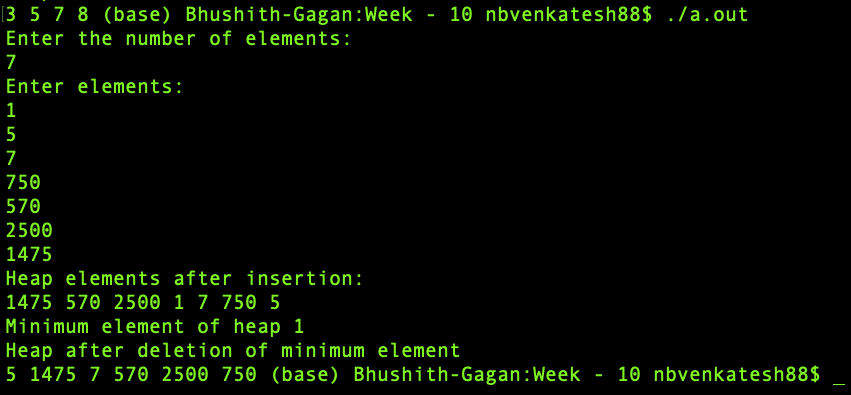 3 5 7 8 (base) Bhushith-Gagan:Week - 10 nbvenkatesh88$ ./a.out
Enter the number of elements:
7
Enter elements:
1
5
7
750
570
2500
1475
Heap elements after insertion:
1475 570 2500 1 7 750 5
Minimum element of heap 1
Heap after deletion of minimum element
5 1475 7 570 2500 750 (base) Bhushith-Gagan:Week - 10 nbvenkatesh88$ _